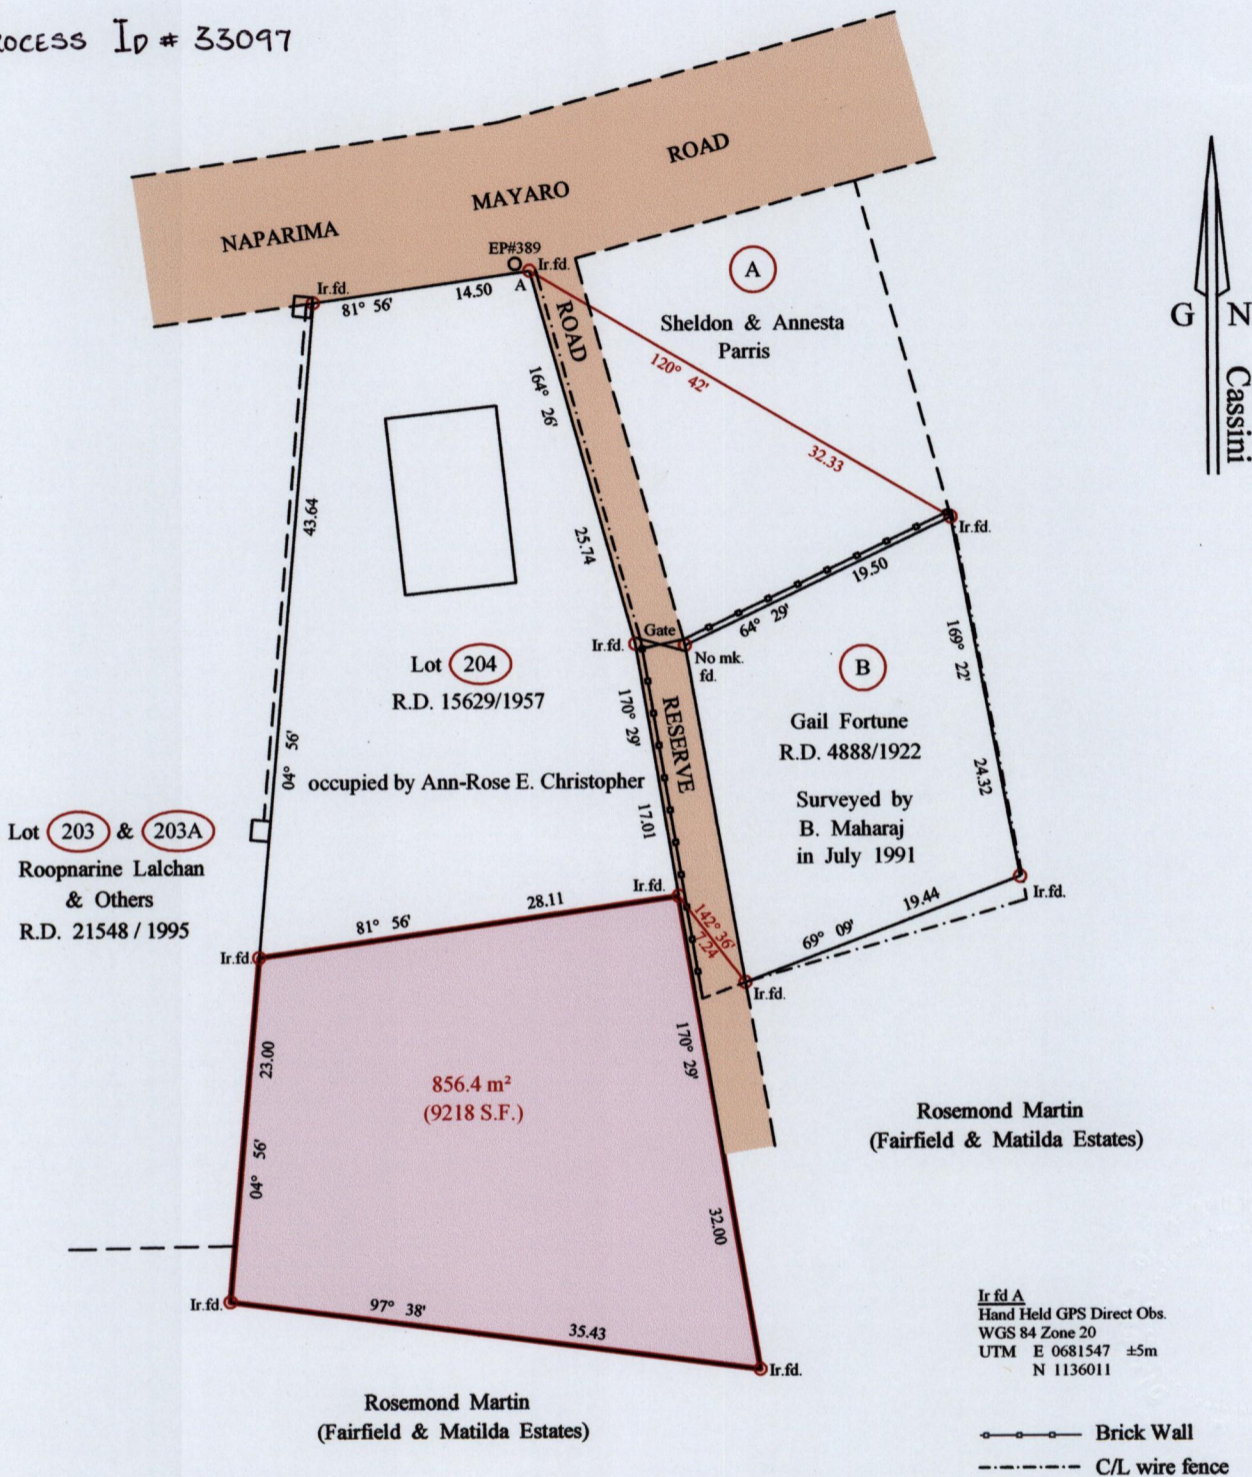 ROCESS ID # 33097
NAPARIMA MAYARO ROAD
EP#389
Ir.fd.
A
Ir.fd.
81° 56'
14.50
ROAD
A
Sheldon & Annesta
Parris
120° 42'
32.33
G N
Cassini
164° 26'
25.74
43.64
04° 56'
Ir.fd.
19.50
64° 29'
Gate
Ir.fd.
No mk.
fd.
Lot 204
R.D. 15629/1957
occupied by Ann-Rose E. Christopher
170° 29'
17.01
RESERVE
B
Gail Fortune
R.D. 4888/1922
Surveyed by
B. Maharaj
in July 1991
169° 22'
24.32
Lot 203 & 203A
Roopnarine Lalchan
& Others
R.D. 21548 / 1995
Ir.fd.
28.11
81° 56'
Ir.fd.
142° 36'
7.24
19.44
69° 09'
Ir.fd.
Ir.fd.
23.00
04° 56'
856.4 m²
(9218 S.F.)
170° 29'
32.00
Rosemond Martin
(Fairfield & Matilda Estates)
Ir.fd.
97° 38'
35.43
Ir.fd.
Rosemond Martin
(Fairfield & Matilda Estates)
Ir fd A
Hand Held GPS Direct Obs.
WGS 84 Zone 20
UTM E 0681547 ±5m
N 1136011
Brick Wall
C/L wire fence